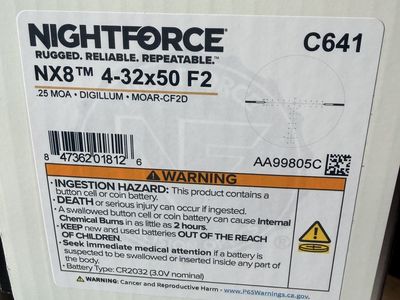 NIGHTFORCE
RUGGED. RELIABLE. REPEATABLE.™
C641
NX8™ 4-32x50 F2
.25 MOA • DIGILLUM • MOAR-CF2D
8 47362 01812 6
AA99805C
WARNING
• INGESTION HAZARD: This product contains a
button cell or coin battery.
• DEATH or serious injury can occur if ingested.
• A swallowed button cell or coin battery can cause Internal
Chemical Burns in as little as 2 hours.
• KEEP new and used batteries OUT OF THE REACH
OF CHILDREN.
• Seek immediate medical attention if a battery is
suspected to be swallowed or inserted inside any part of
the body.
• Battery Type: CR2032 (3.0V nominal)
WARNING: Cancer and Reproductive Harm - www.P65Warnings.ca.gov.